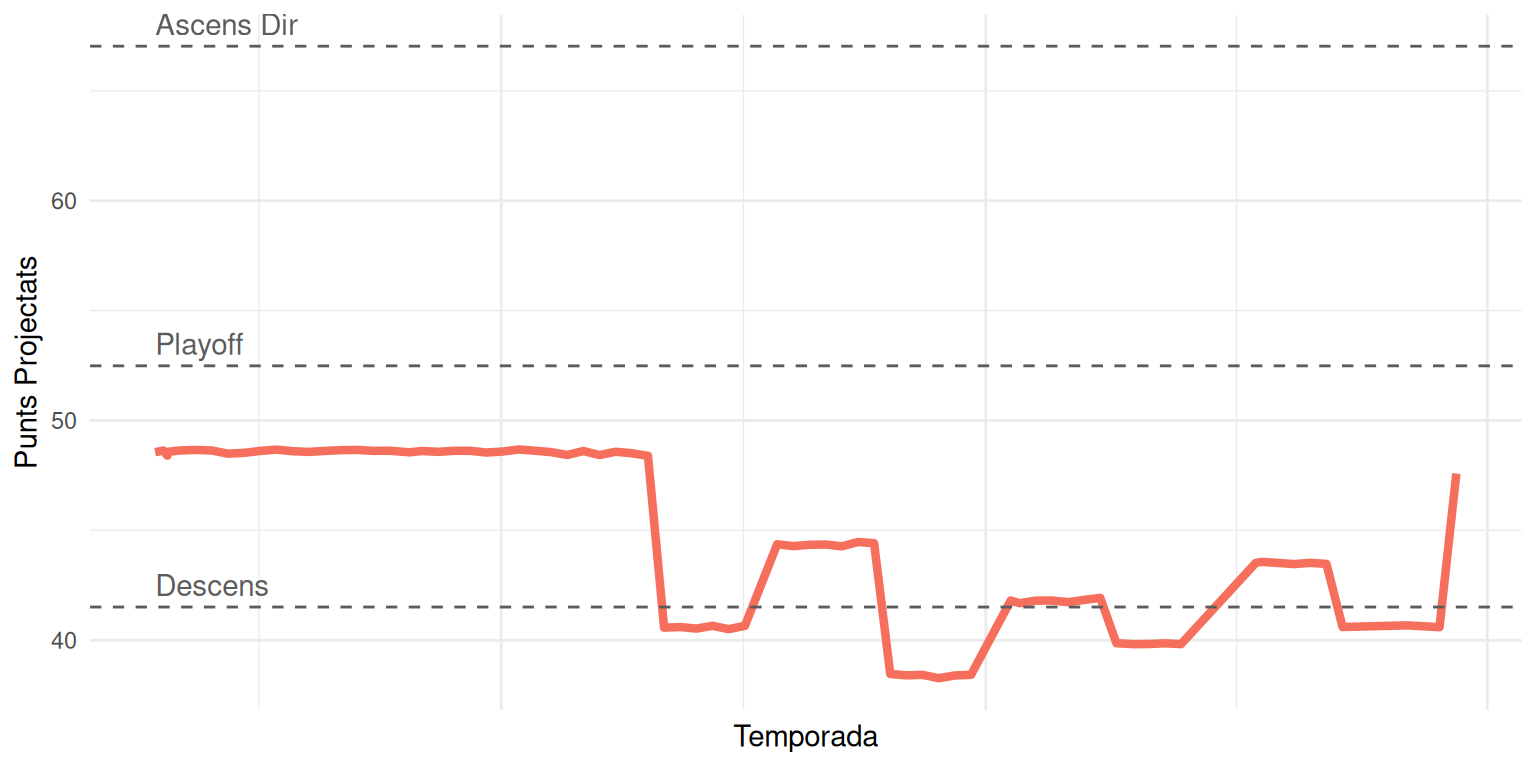 Ascens Dir
60
Playoff
50
Descens
40
Punts Projectats
Temporada